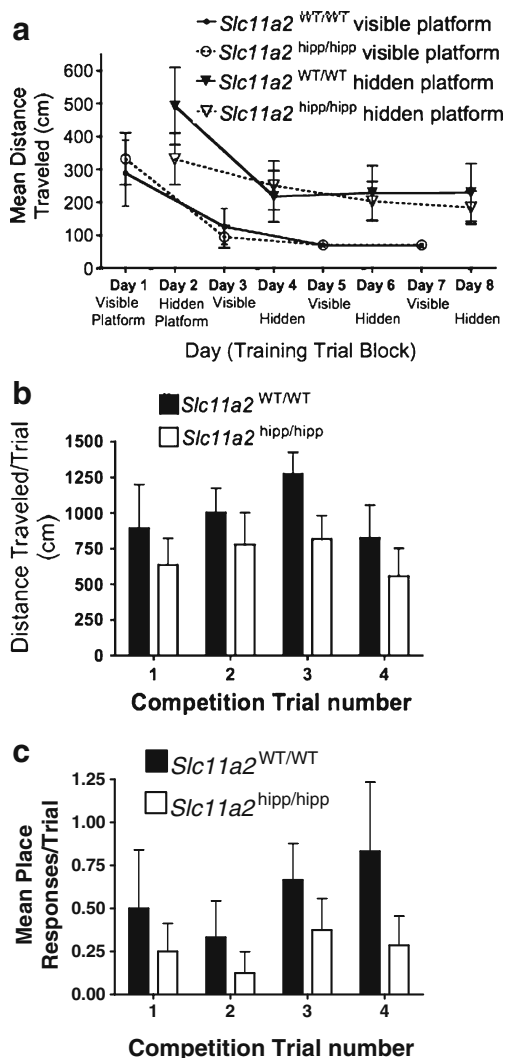 a
Slc11a2 WT/WT visible platform
Slc11a2 hipp/hipp visible platform
Slc11a2 WT/WT hidden platform
Slc11a2 hipp/hipp hidden platform
Mean Distance
Traveled (cm)
600
500
400
300
200
100
0
Day 1 Day 2 Day 3 Day 4 Day 5 Day 6 Day 7 Day 8
Visible Hidden Visible Visible Visible
Platform Platform Hidden Hidden Hidden
Day (Training Trial Block)
b
Slc11a2 WT/WT
Slc11a2 hipp/hipp
Distance Traveled/Trial
(cm)
1500
1250
1000
750
500
250
0
1 2 3 4
Competition Trial number
c
Slc11a2 WT/WT
Slc11a2 hipp/hipp
Mean Place
Responses/Trial
1.25
1.00
0.75
0.50
0.25
0.00
1 2 3 4
Competition Trial number